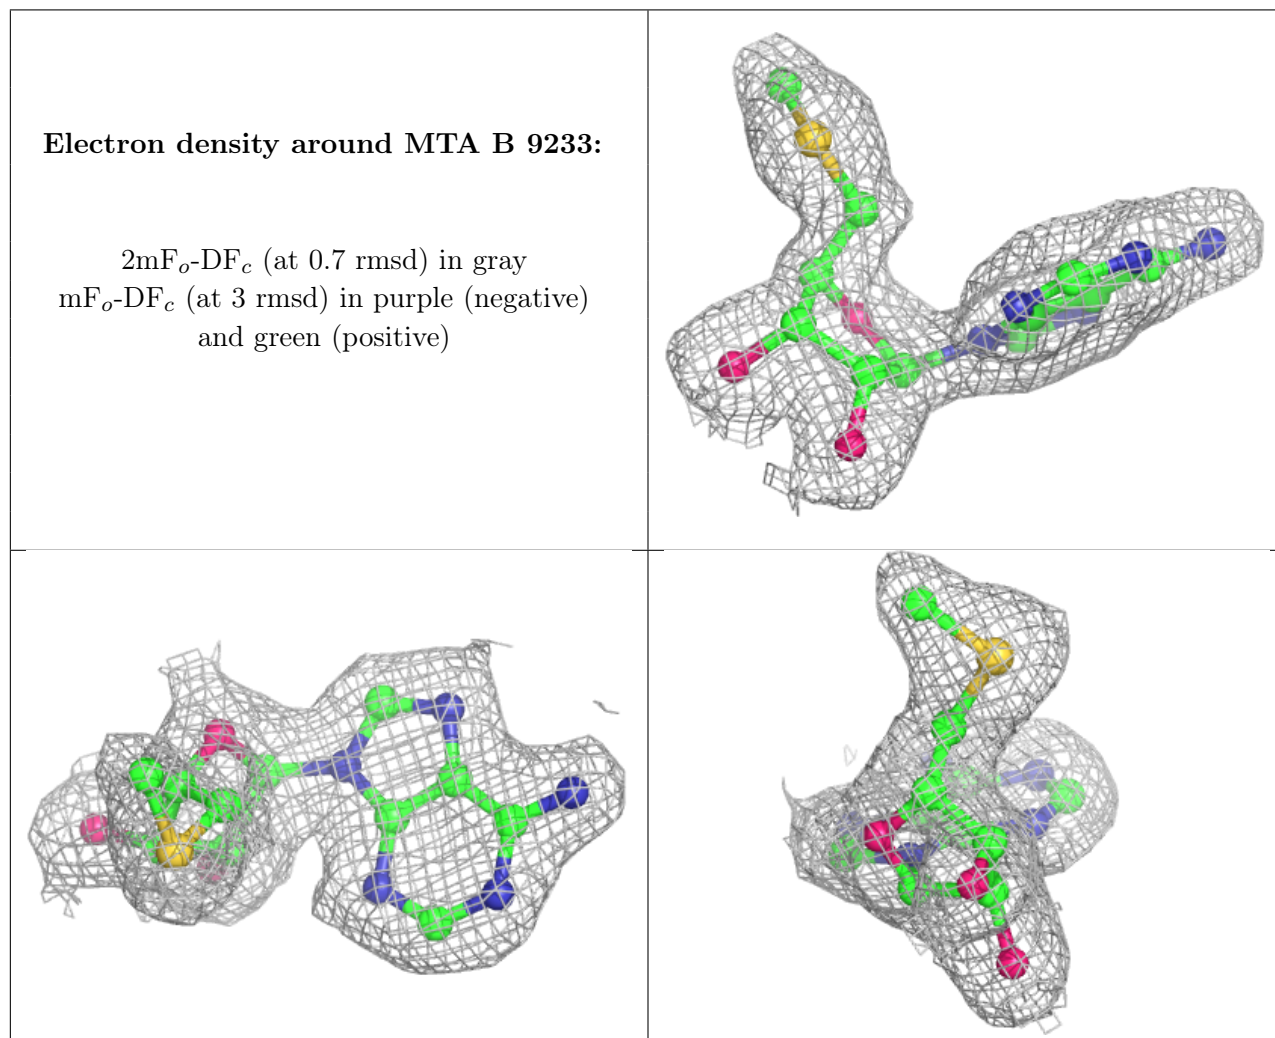 Electron density around MTA B 9233:
2mFo-DFc (at 0.7 rmsd) in gray
mFo-DFc (at 3 rmsd) in purple (negative)
and green (positive)